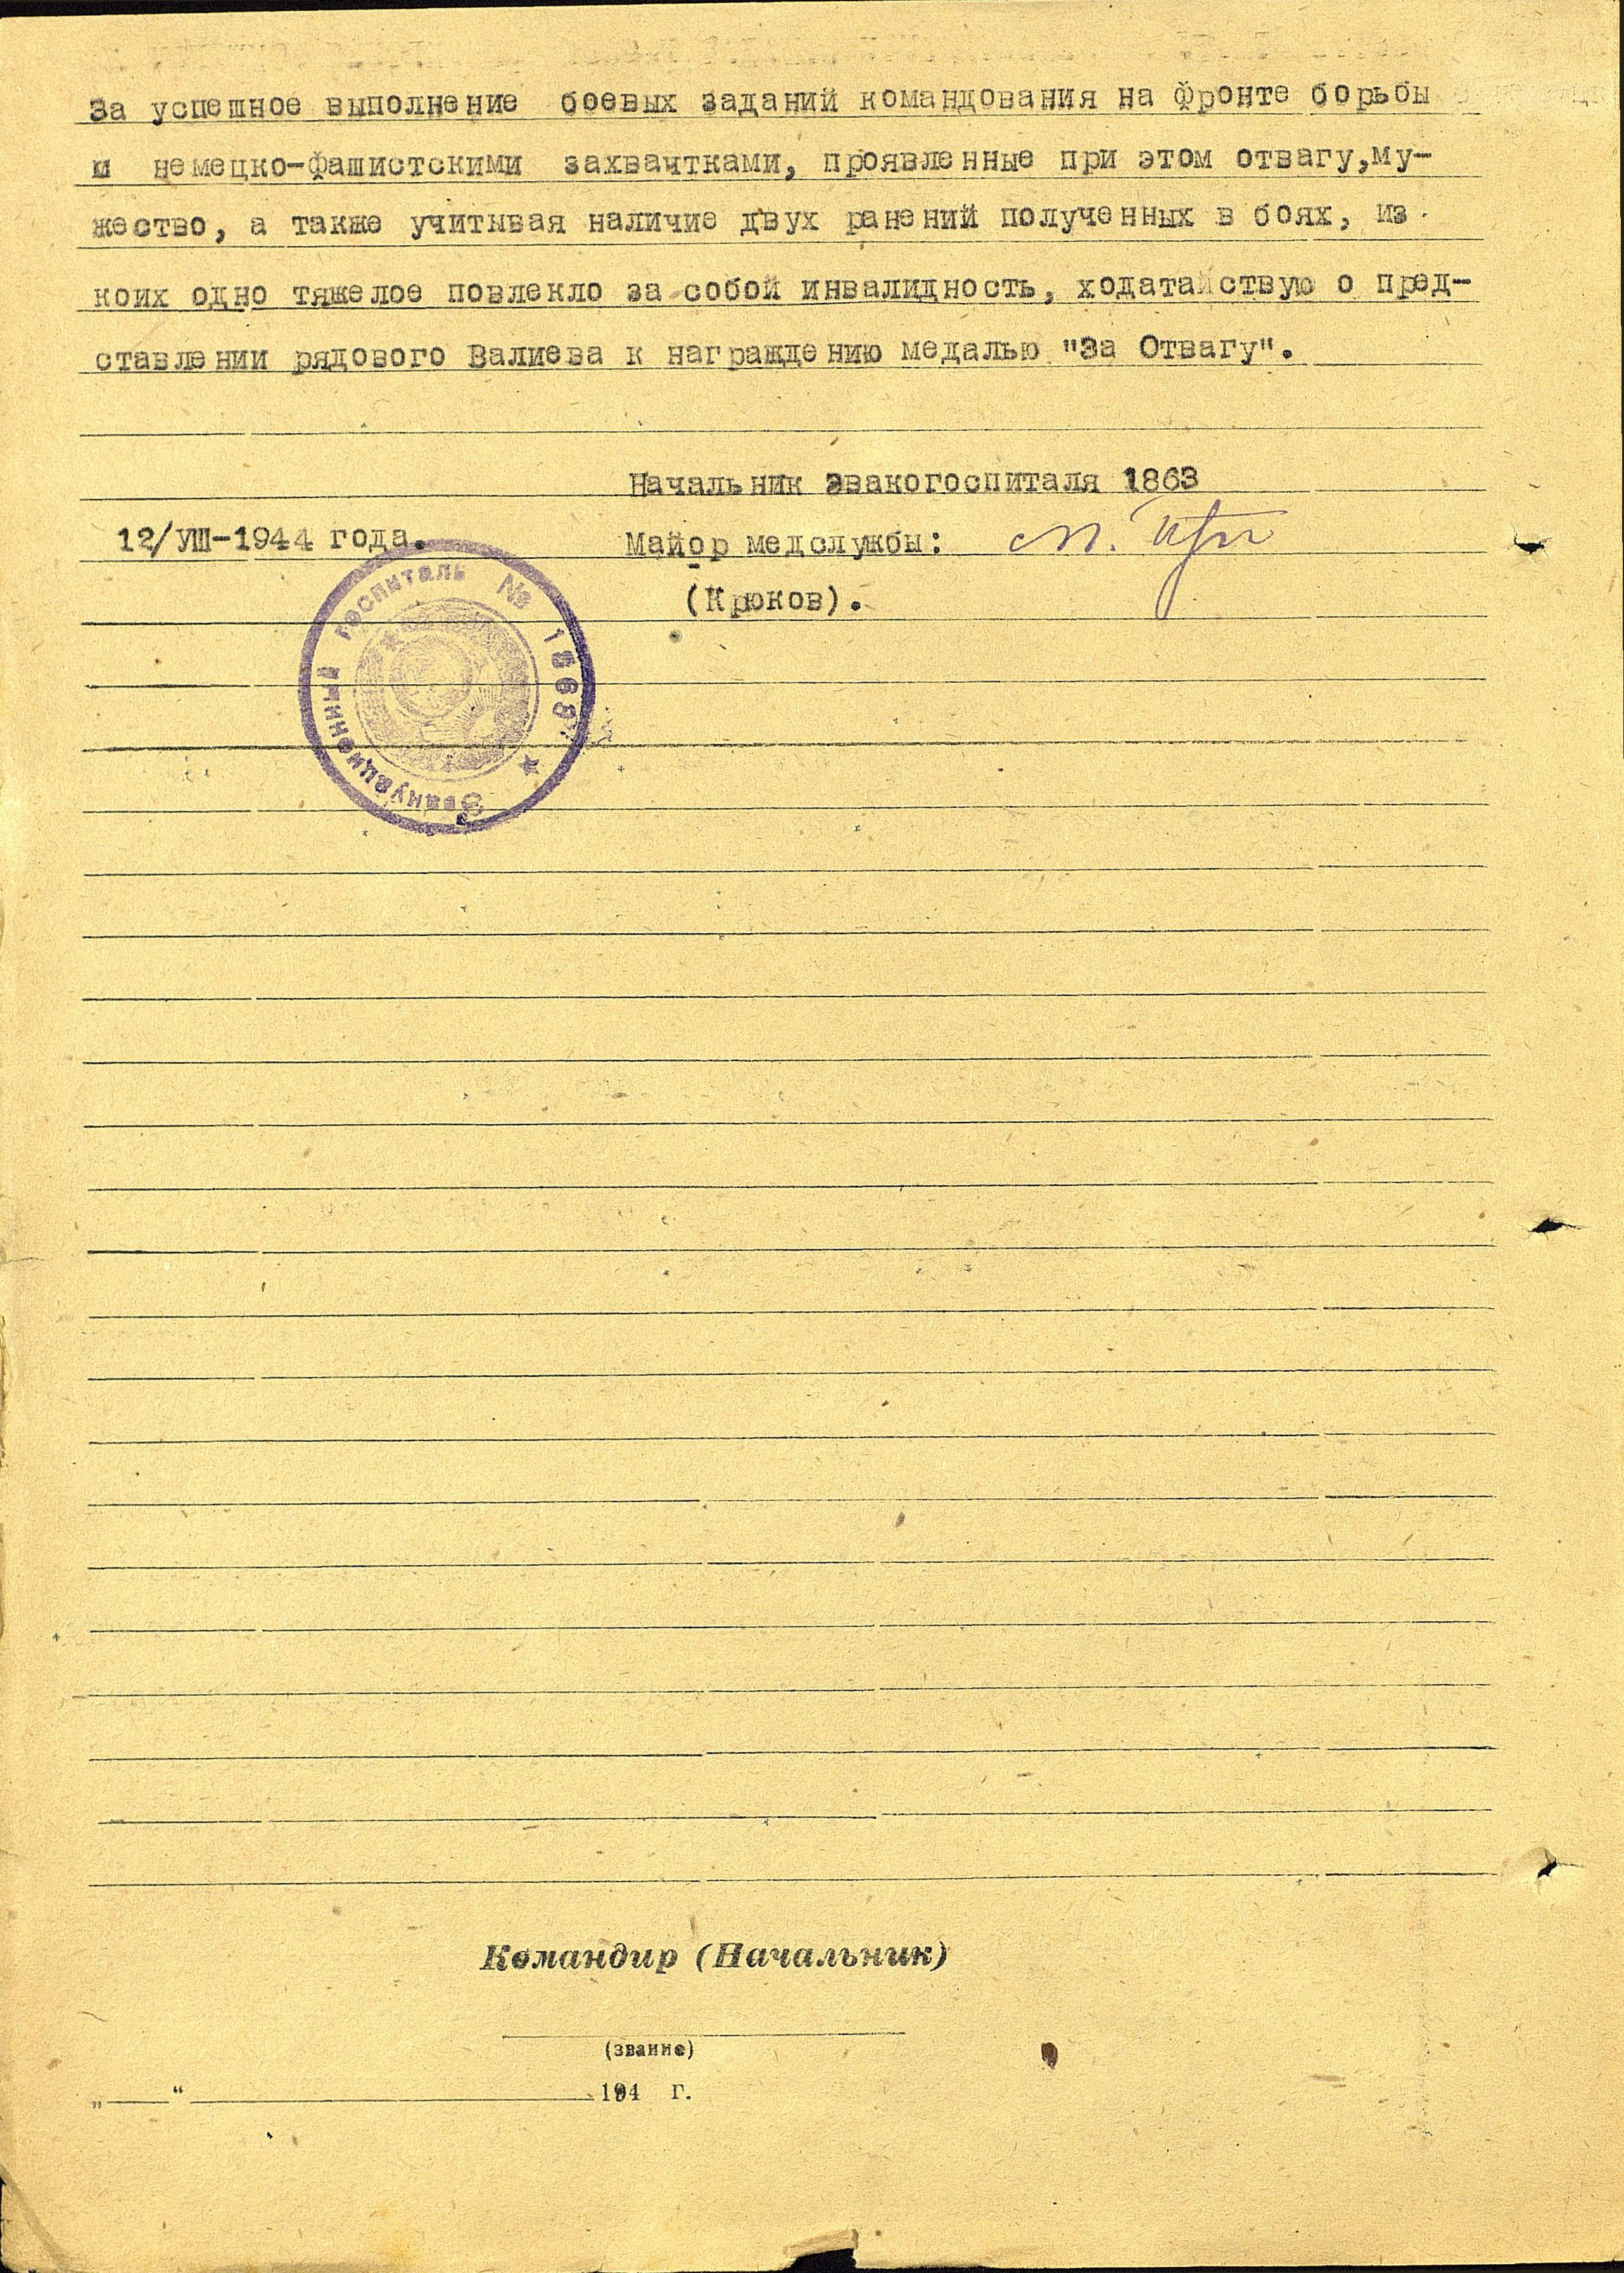 За успешное выполнение боевых заданий командования на фронте борьбы
и немецко-фашистскими захвачтками, проявленные при этом отвагу,му-
жество, а также учитывая наличие двух ранений полученных в боях, из
коих одно тяжелое повлекло за собой инвалидность, ходатайствую о пред-
ставлении рядового Валиева к награждению медалью "За Отвагу".
Начальник эвакогоспиталя 1863
12/УШ-1944 года.
Майор медслужбы:
(Крюков).
Эвакуационный госпиталь № 1863
Командир (Начальник)
(звание)
„ “ 194 г.